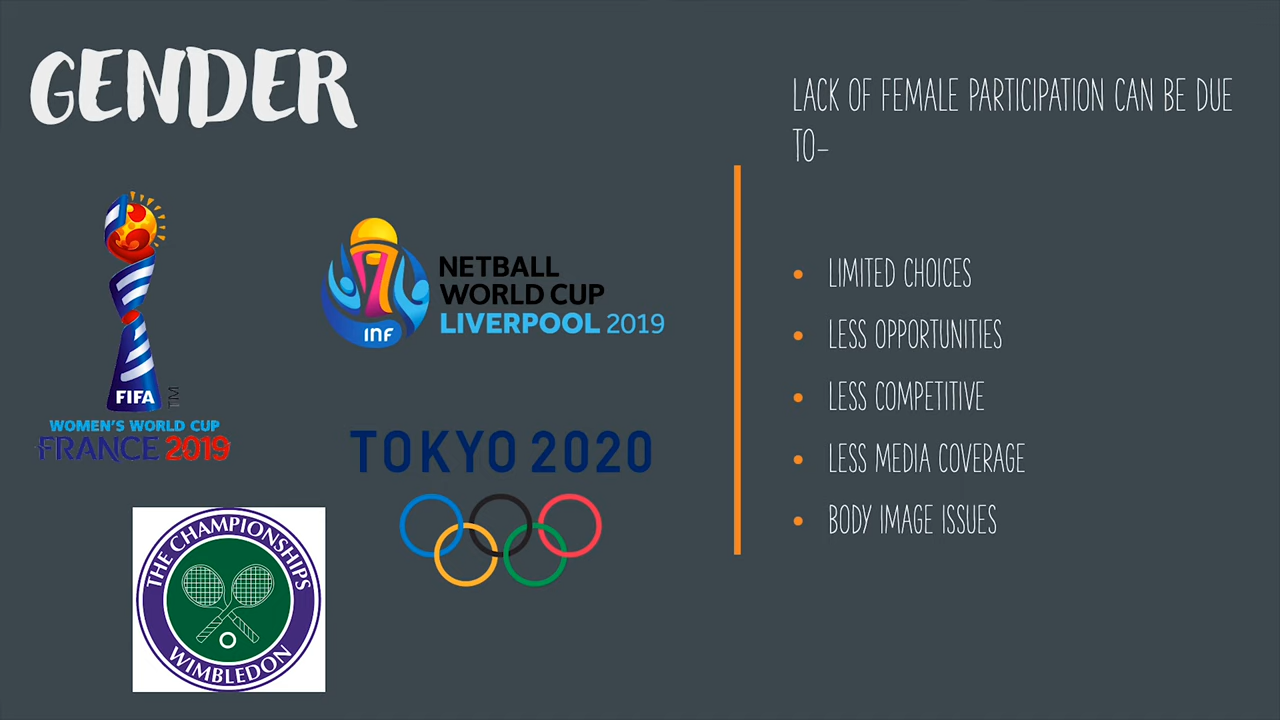 GENDER
LACK OF FEMALE PARTICIPATION CAN BE DUE
TO-
LIMITED CHOICES
LESS OPPORTUNITIES
LESS COMPETITIVE
LESS MEDIA COVERAGE
BODY IMAGE ISSUES
FIFA
TM
WOMEN'S WORLD CUP
FRANCE 2019
NETBALL
WORLD CUP
LIVERPOOL 2019
INF
TOKYO 2020
THE CHAMPIONSHIPS
WIMBLEDON